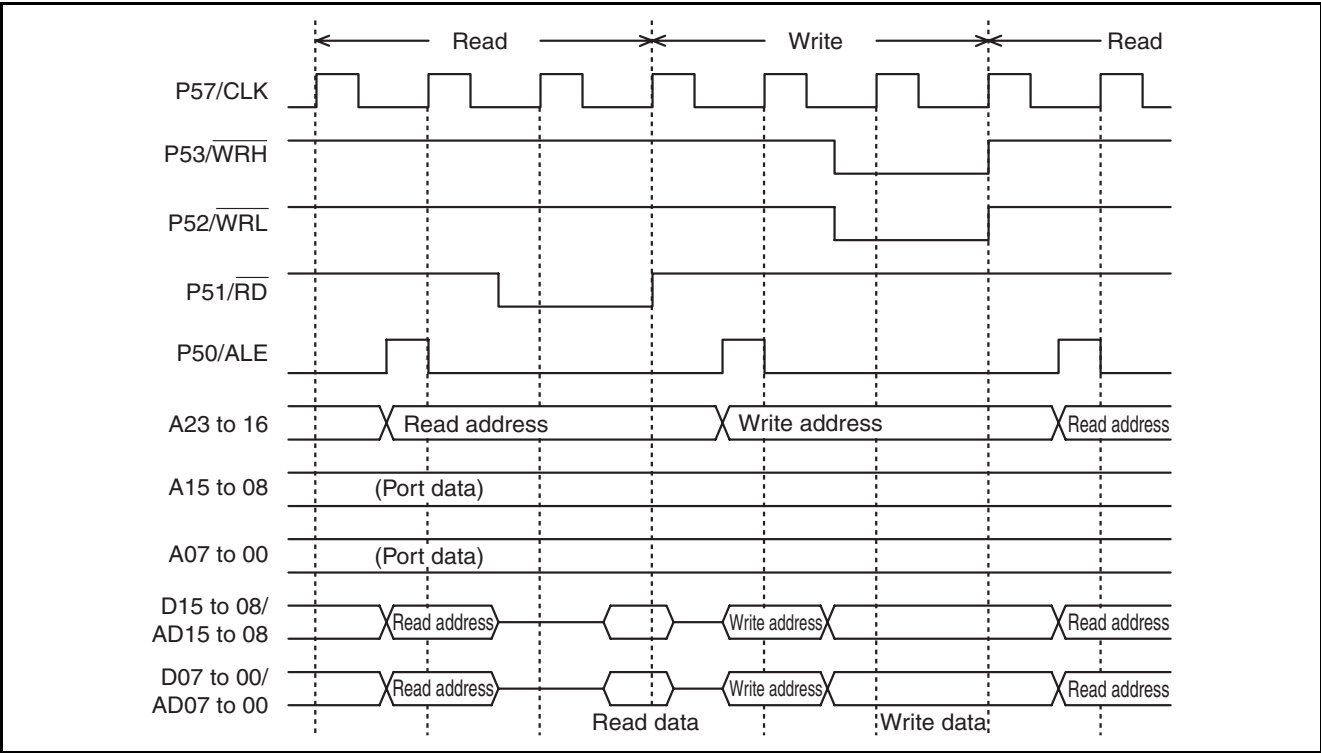 Read Write Read
P57/CLK
P53/WRH
P52/WRL
P51/RD
P50/ALE
A23 to 16 Read address Write address Read address
A15 to 08 (Port data)
A07 to 00 (Port data)
D15 to 08/
AD15 to 08 Read address Write address Read address
D07 to 00/
AD07 to 00 Read address Write address Read address
Read data Write data